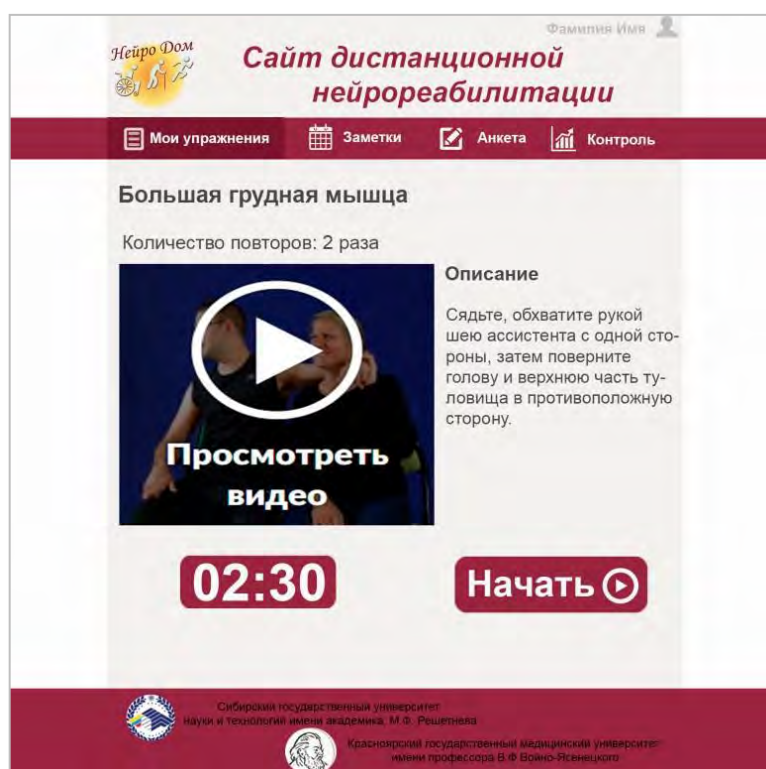 Фамилия Имя
Нейро Дом
Сайт дистанционной
нейрореабилитации
Мои упражнения
Заметки
Анкета
Контроль
Большая грудная мышца
Количество повторов: 2 раза
Просмотреть
видео
Описание
Сядьте, обхватите рукой
шею ассистента с одной сто-
роны, затем поверните
голову и верхнюю часть ту-
ловища в противоположную
сторону.
02:30
Начать
Сибирский государственный университет
науки и технологий имени академика, М.Ф. Решетнева
Красноярский государственный медицинский университет
имени профессора В Ф Войно-Ясенецкого